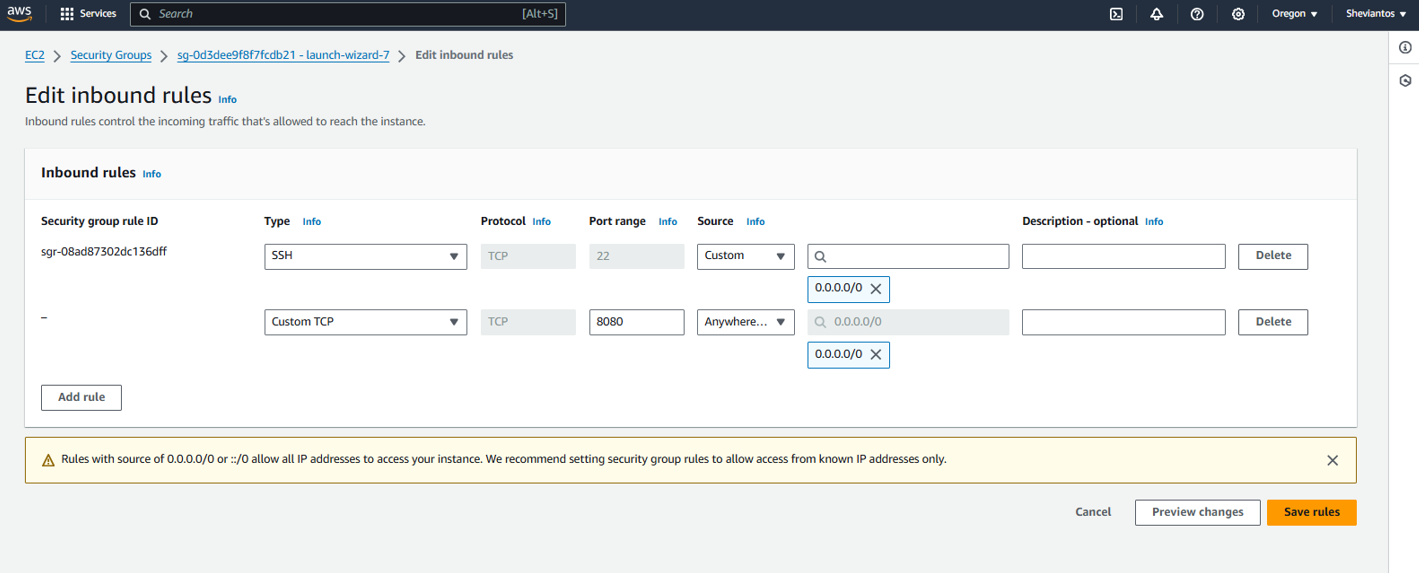 aws Services Search [Alt+S] Oregon Sheviantos
EC2 Security Groups sg-0d3dee9f8f7fcdb21 - launch-wizard-7 Edit inbound rules
Edit inbound rules Info
Inbound rules control the incoming traffic that's allowed to reach the instance.
Inbound rules Info
Security group rule ID Type Info Protocol Info Port range Info Source Info Description - optional Info
sgr-08ad87302dc136dff SSH TCP 22 Custom Delete
0.0.0.0/0
– Custom TCP TCP 8080 Anywhere... 0.0.0.0/0 Delete
0.0.0.0/0
Add rule
Rules with source of 0.0.0.0/0 or ::/0 allow all IP addresses to access your instance. We recommend setting security group rules to allow access from known IP addresses only.
Cancel Preview changes Save rules